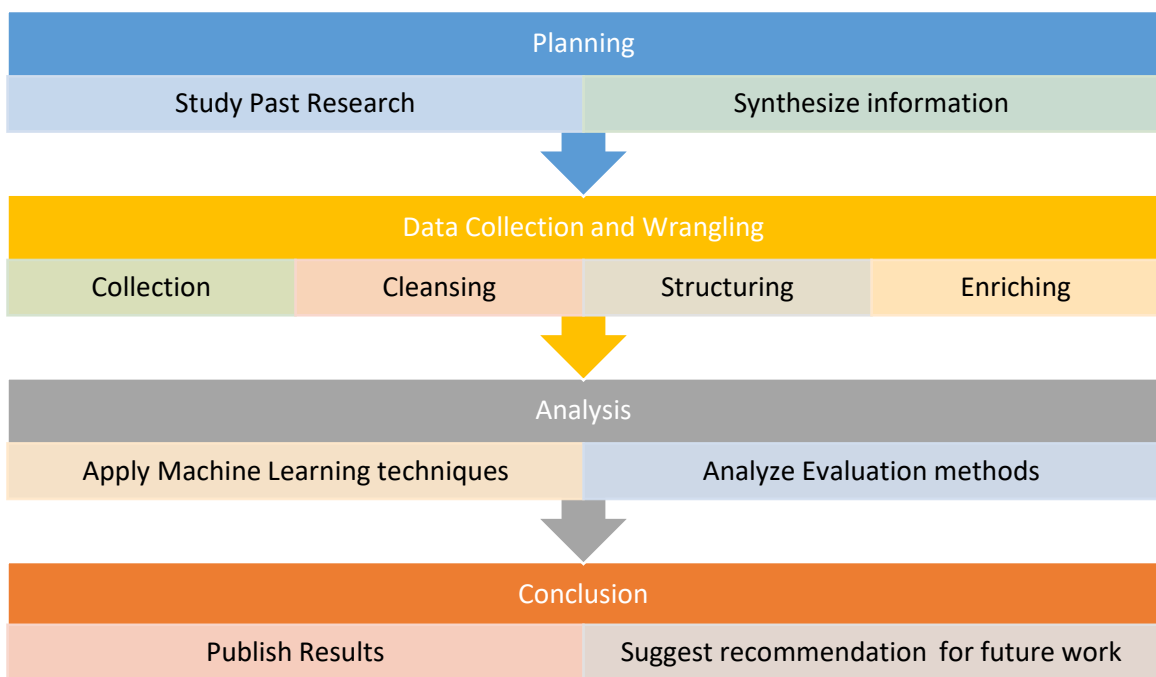 Planning
Study Past Research
Synthesize information
Data Collection and Wrangling
Collection
Cleansing
Structuring
Enriching
Analysis
Apply Machine Learning techniques
Analyze Evaluation methods
Conclusion
Publish Results
Suggest recommendation for future work